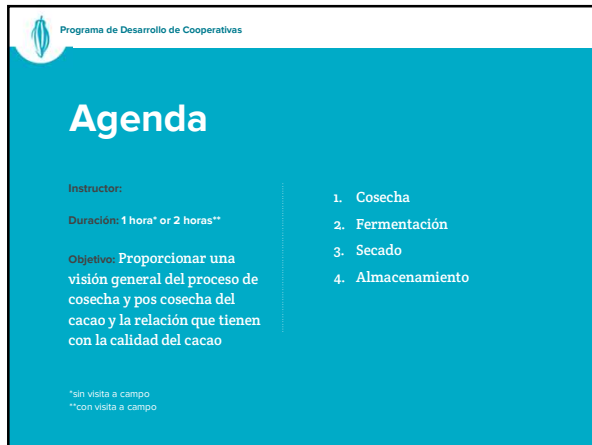 Programa de Desarrollo de Cooperativas
Agenda
Instructor:
Duración: 1 hora* or 2 horas**
Objetivo: Proporcionar una
visión general del proceso de
cosecha y pos cosecha del
cacao y la relación que tienen
con la calidad del cacao
*sin visita a campo
**con visita a campo
1. Cosecha
2. Fermentación
3. Secado
4. Almacenamiento